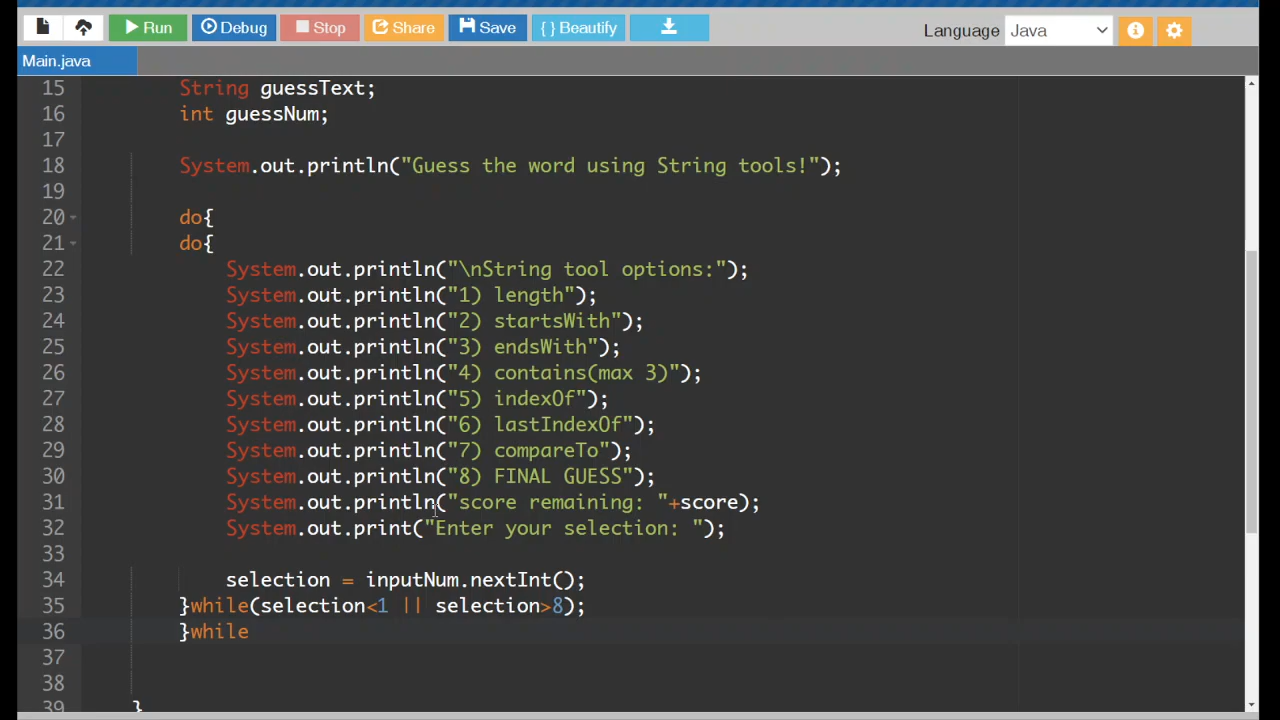 Run Debug Stop Share Save { } Beautify Language Java
Main.java
15 String guessText;
16 int guessNum;
17
18 System.out.println("Guess the word using String tools!");
19
20 do{
21 do{
22 System.out.println("\nString tool options:");
23 System.out.println("1) length");
24 System.out.println("2) startsWith");
25 System.out.println("3) endsWith");
26 System.out.println("4) contains(max 3)");
27 System.out.println("5) indexOf");
28 System.out.println("6) lastIndexOf");
29 System.out.println("7) compareTo");
30 System.out.println("8) FINAL GUESS");
31 System.out.println("score remaining: "+score);
32 System.out.print("Enter your selection: ");
33
34 selection = inputNum.nextInt();
35 }while(selection<1 || selection>8);
36 }while
37
38
39 }